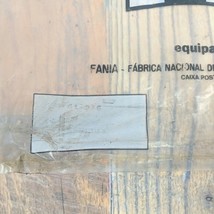 equipa
FANIA - FÁBRICA NACIONAL D
CAIXA POST